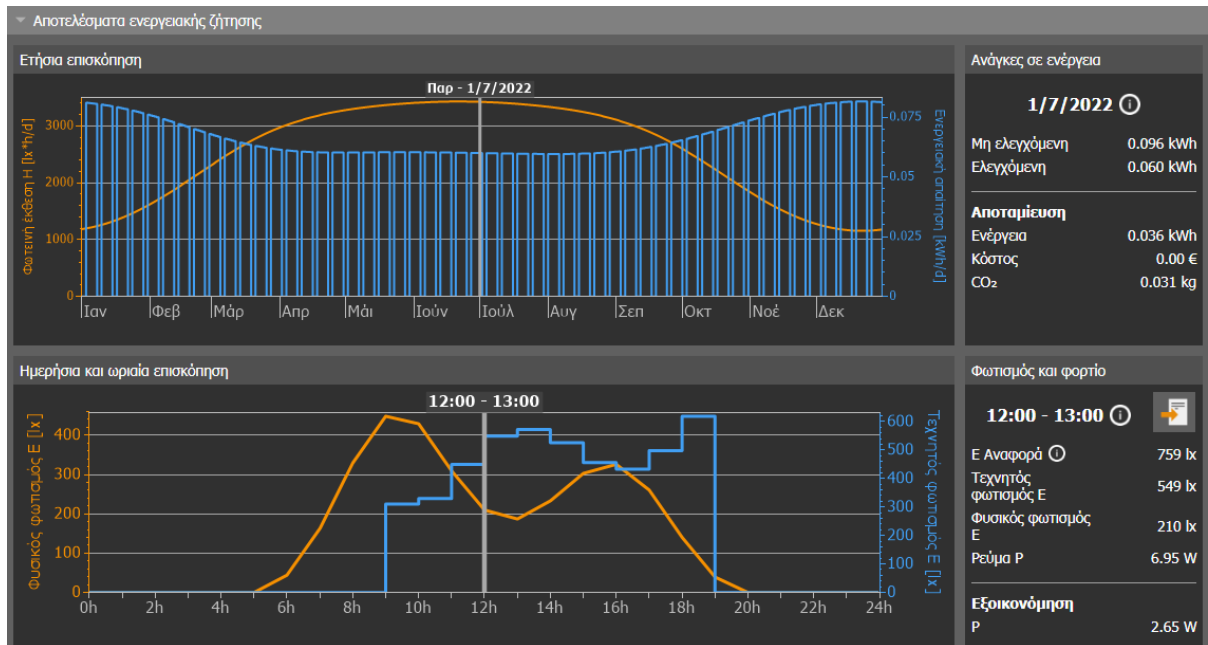 Αποτελέσματα ενεργειακής ζήτησης
Ετήσια επισκόπηση
Παρ - 1/7/2022
Φωτεινή έκθεση H [lx*h/d]
3000
2000
1000
0
0.075
0.05
0.025
0
Ενεργειακή απαίτηση [kWh/d]
Ιαν
Φεβ
Μάρ
Απρ
Μάι
Ιούν
Ιούλ
Αυγ
Σεπ
Οκτ
Νοέ
Δεκ
Ανάγκες σε ενέργεια
1/7/2022
Μη ελεγχόμενη 0.096 kWh
Ελεγχόμενη 0.060 kWh
Αποταμίευση
Ενέργεια 0.036 kWh
Κόστος 0.00 €
CO₂ 0.031 kg
Ημερήσια και ωριαία επισκόπηση
12:00 - 13:00
Φυσικός φωτισμός E [lx]
400
300
200
100
0
600
500
400
300
200
100
0
Τεχνητός φωτισμός E [lx]
0h
2h
4h
6h
8h
10h
12h
14h
16h
18h
20h
22h
24h
Φωτισμός και φορτίο
12:00 - 13:00
E Αναφορά 759 lx
Τεχνητός
φωτισμός E 549 lx
Φυσικός φωτισμός
E 210 lx
Ρεύμα P 6.95 W
Εξοικονόμηση
P 2.65 W